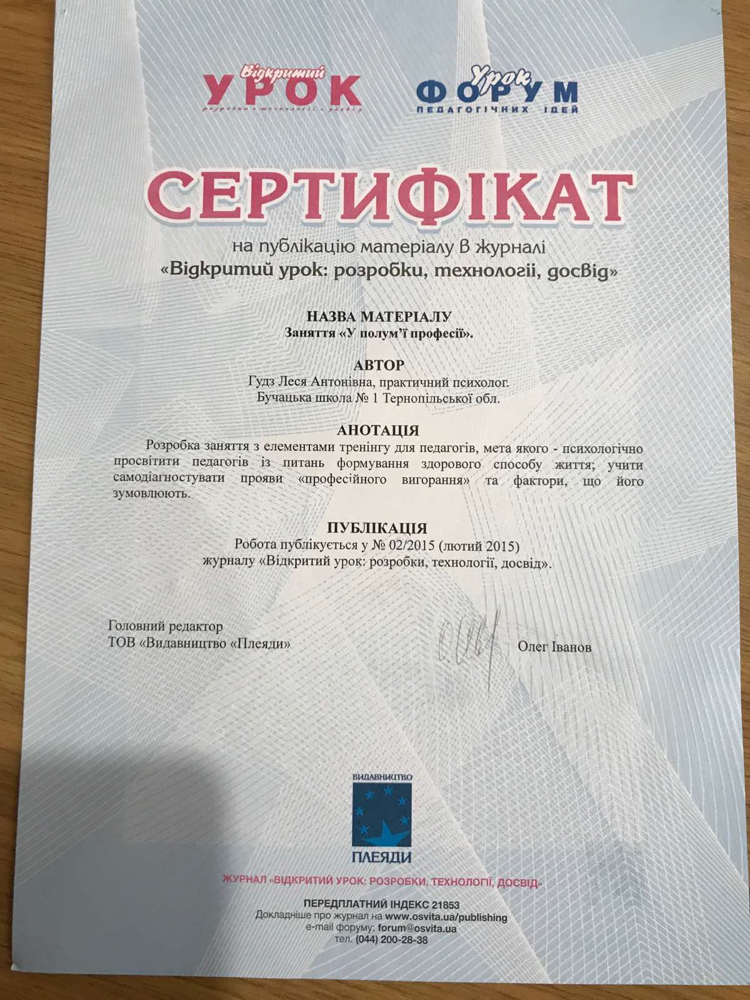 Відкритий
УРОК
розробки · технології · досвід
Урок
ФОРУМ
ПЕДАГОГІЧНИХ ІДЕЙ
СЕРТИФІКАТ
на публікацію матеріалу в журналі
«Відкритий урок: розробки, технології, досвід»
НАЗВА МАТЕРІАЛУ
Заняття «У полум’ї професії».
АВТОР
Гудз Леся Антонівна, практичний психолог.
Бучацька школа № 1 Тернопільської обл.
АНОТАЦІЯ
Розробка заняття з елементами тренінгу для педагогів, мета якого - психологічно
просвітити педагогів із питань формування здорового способу життя; учити
самодіагностувати прояви «професійного вигорання» та фактори, що його
зумовлюють.
ПУБЛІКАЦІЯ
Робота публікується у № 02/2015 (лютий 2015)
журналу «Відкритий урок: розробки, технології, досвід».
Головний редактор
ТОВ «Видавництво «Плеяди»
Олег Іванов
ВИДАВНИЦТВО
ПЛЕЯДИ
ЖУРНАЛ «ВІДКРИТИЙ УРОК: РОЗРОБКИ, ТЕХНОЛОГІЇ, ДОСВІД»
ПЕРЕДПЛАТНИЙ ІНДЕКС 21853
Докладніше про журнал на www.osvita.ua/publishing
e-mail форуму: forum@osvita.ua
тел. (044) 200-28-38